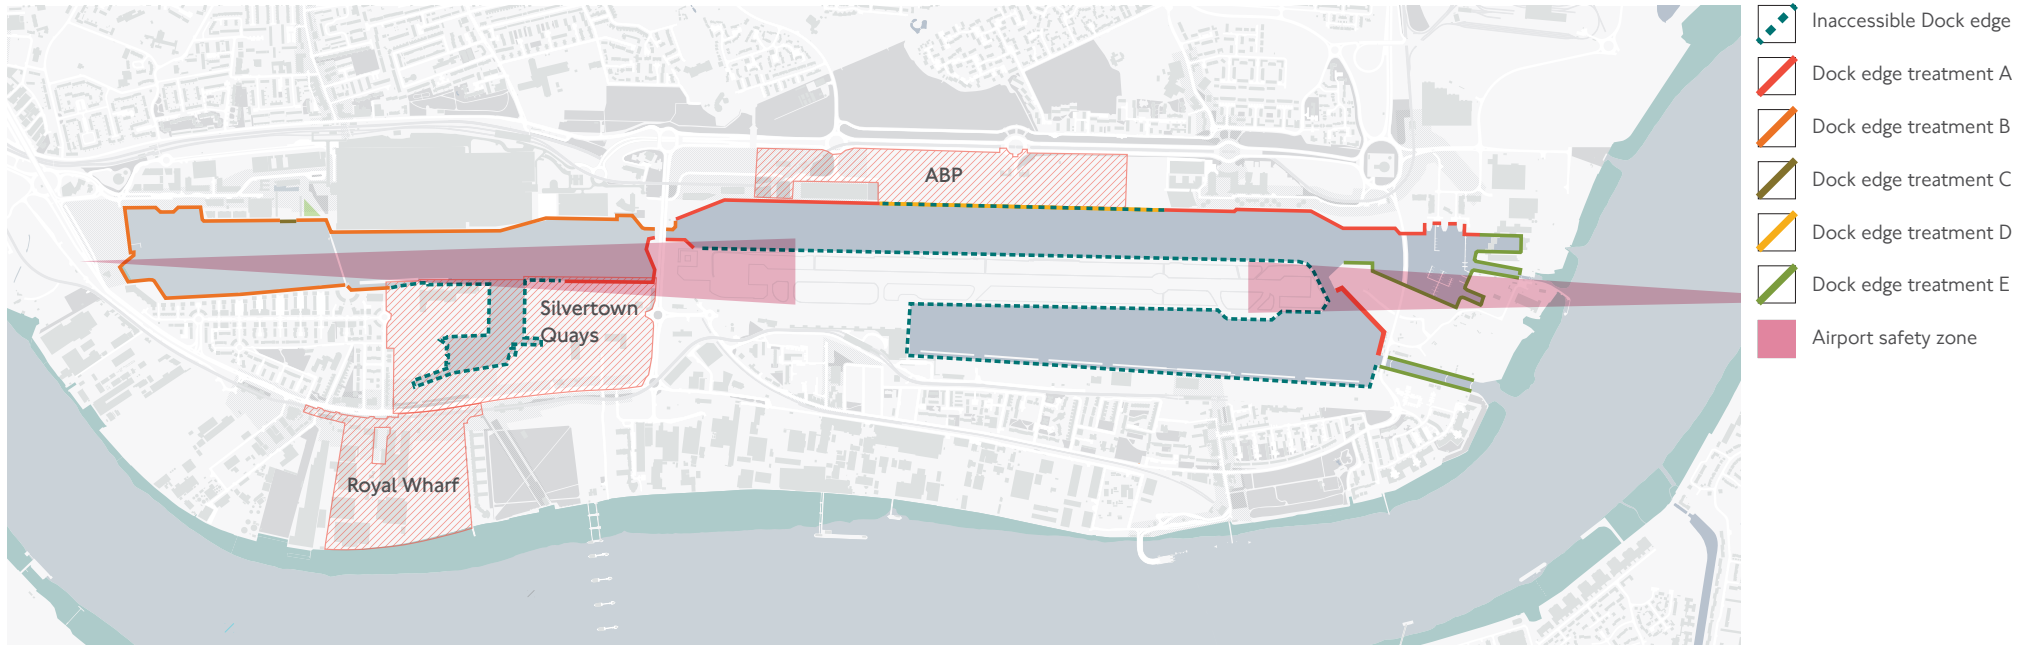 ABP
Silvertown
Quays
Royal Wharf
Inaccessible Dock edge
Dock edge treatment A
Dock edge treatment B
Dock edge treatment C
Dock edge treatment D
Dock edge treatment E
Airport safety zone